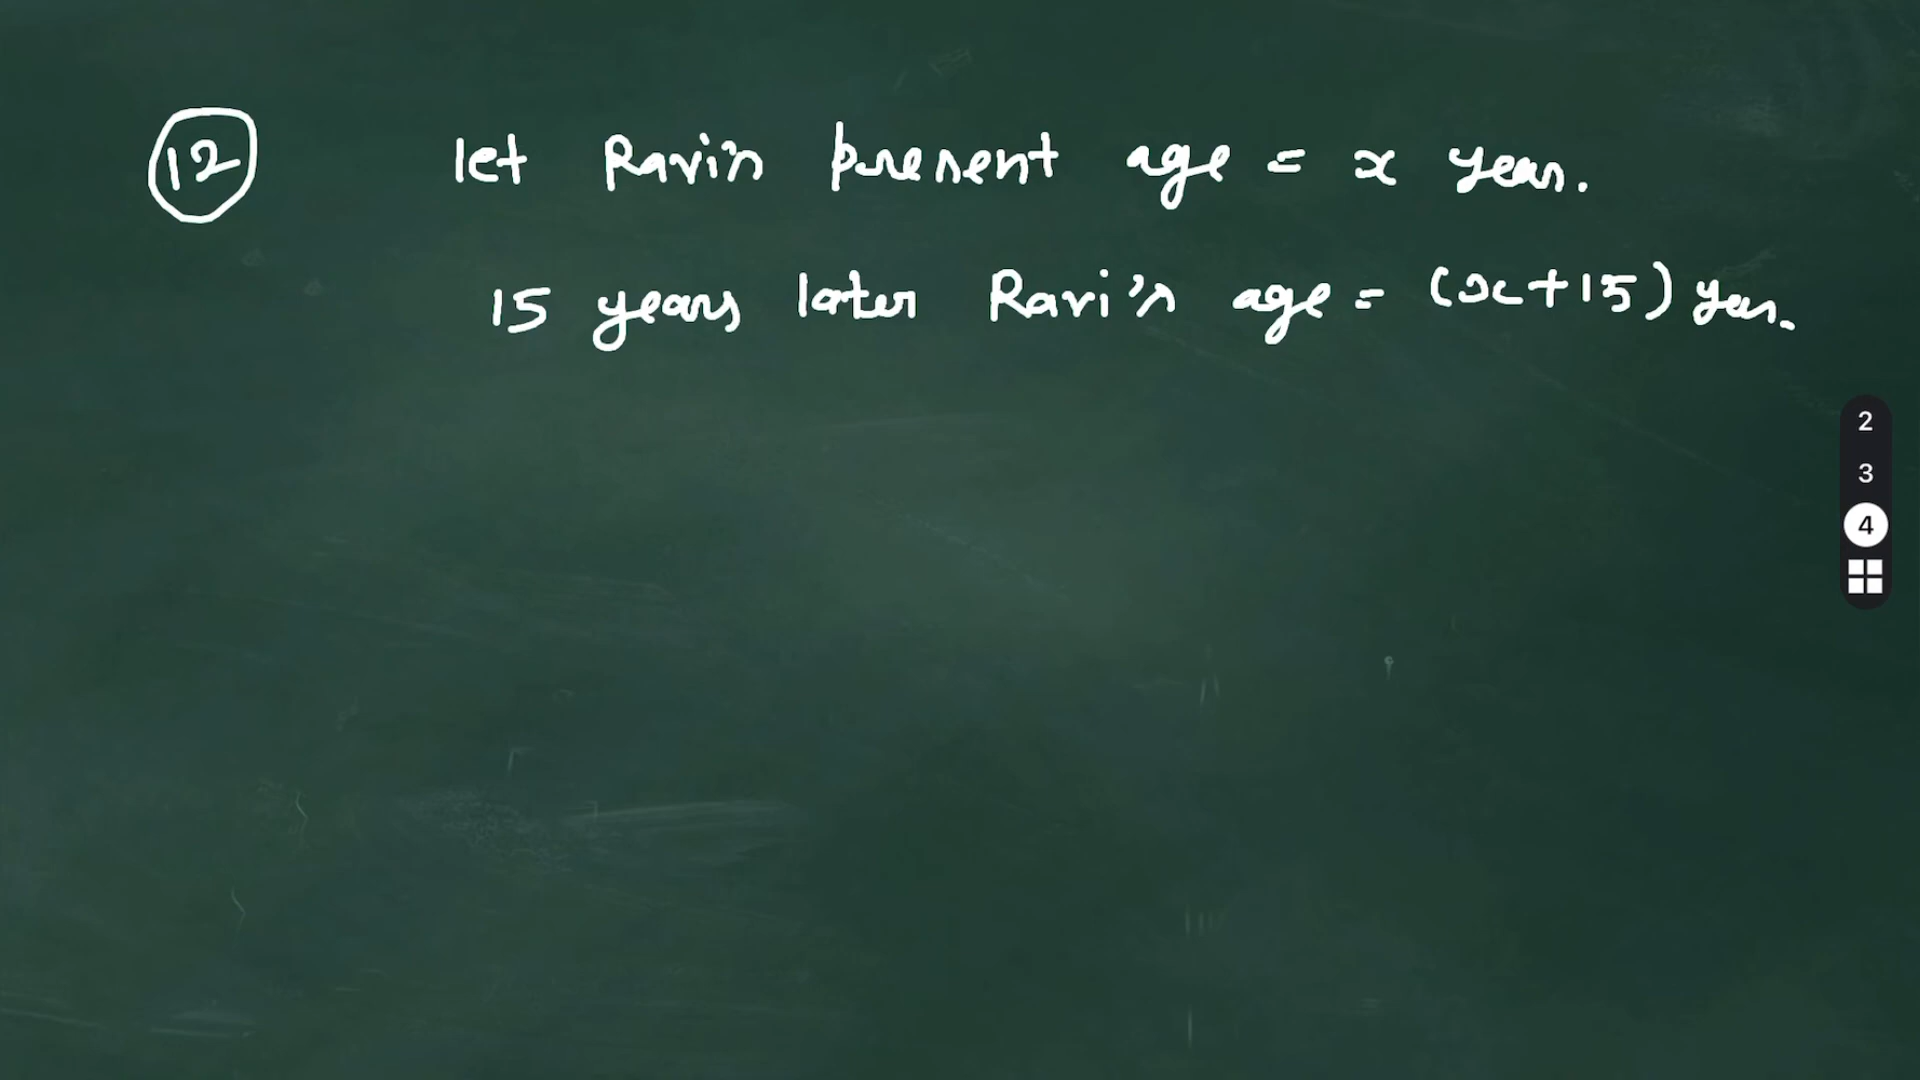 12 let Ravi's present age = x year.
15 years later Ravi's age = (x+15) year.
2
3
4